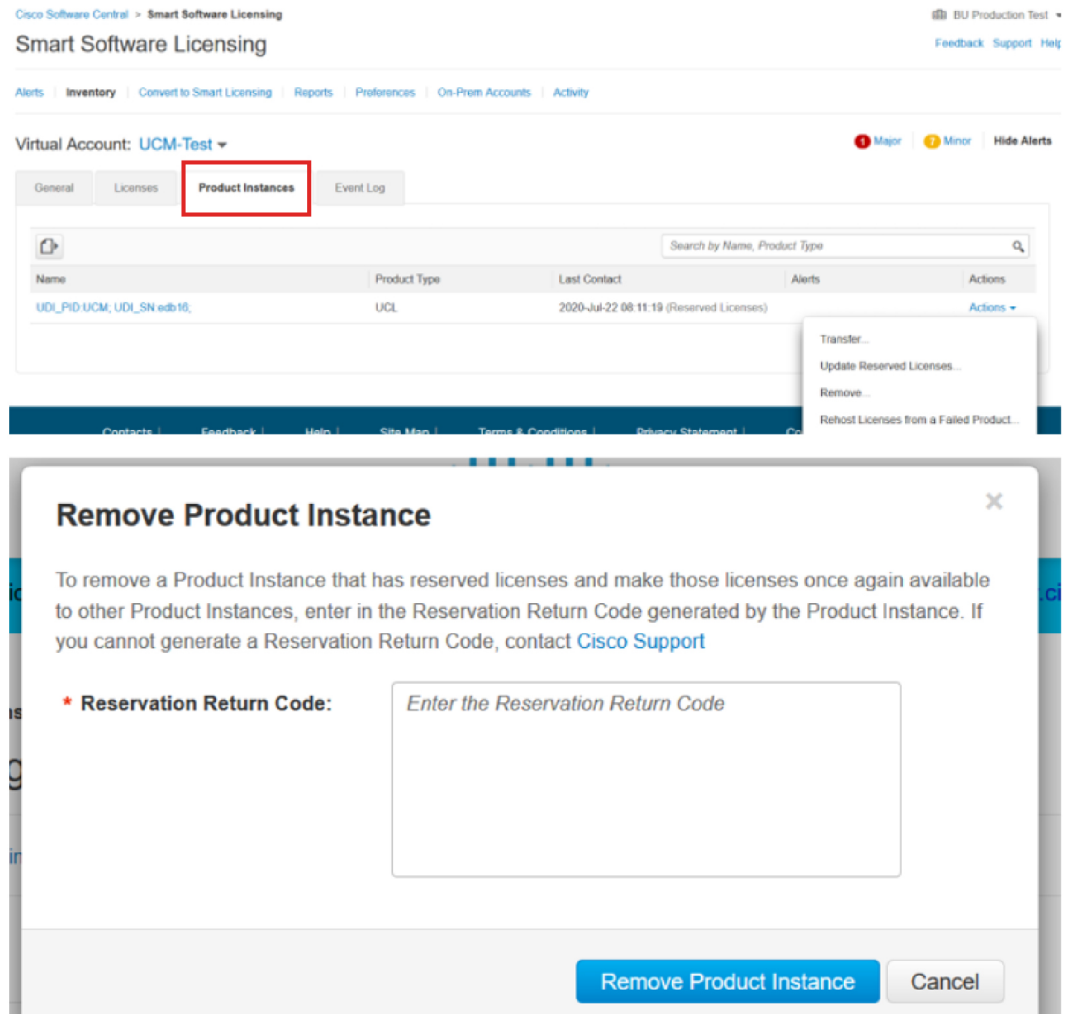 Cisco Software Central > Smart Software Licensing
BU Production Test
Smart Software Licensing
Feedback Support Help
Alerts Inventory Convert to Smart Licensing Reports Preferences On-Prem Accounts Activity
Virtual Account: UCM-Test
1 Major 7 Minor Hide Alerts
General Licenses Product Instances Event Log
Search by Name, Product Type
Name Product Type Last Contact Alerts Actions
UDI_PID:UCM; UDI_SN:edb16; UCL 2020-Jul-22 08:11:19 (Reserved Licenses) Actions
Transfer...
Update Reserved Licenses...
Remove...
Rehost Licenses from a Failed Product...
Contacts | Feedback | Help | Site Map | Terms & Conditions | Privacy Statement |
Remove Product Instance
To remove a Product Instance that has reserved licenses and make those licenses once again available
to other Product Instances, enter in the Reservation Return Code generated by the Product Instance. If
you cannot generate a Reservation Return Code, contact Cisco Support
* Reservation Return Code:
Enter the Reservation Return Code
Remove Product Instance Cancel